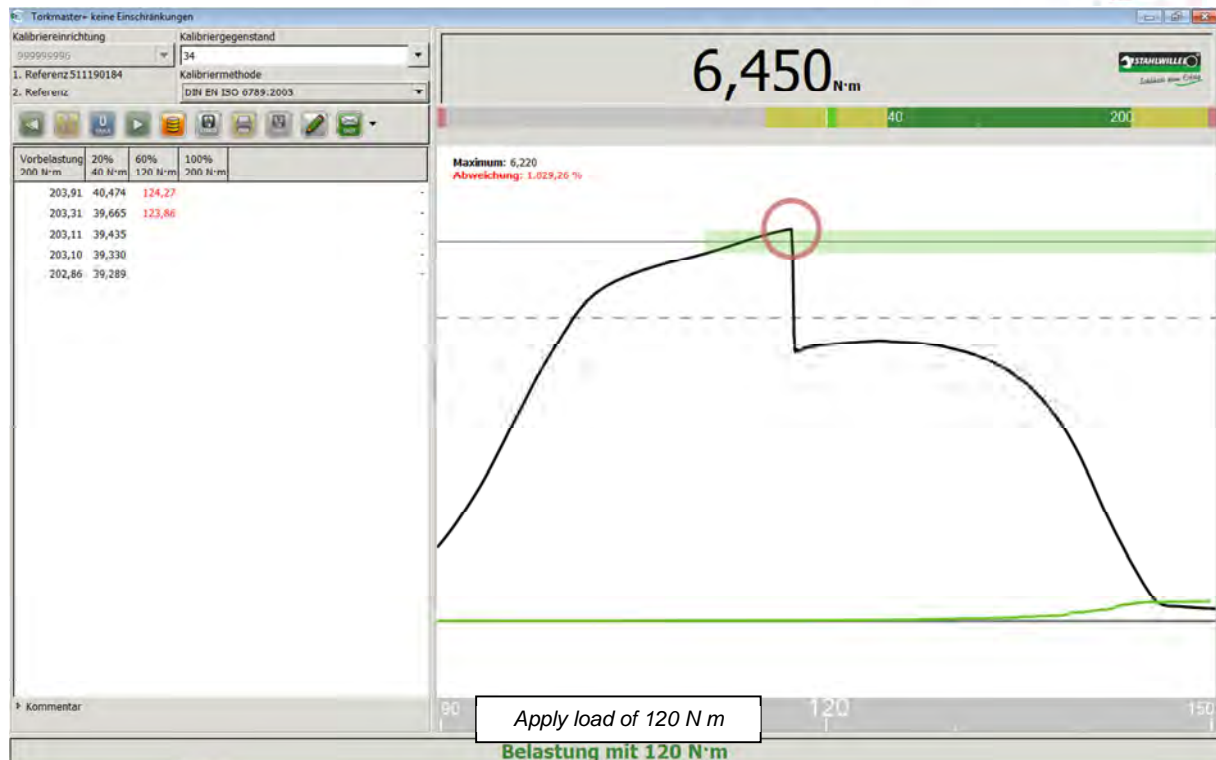 Torkmaster+ keine Einschränkungen
Kalibriereinrichtung Kalibriergegenstand
999999996 34
1. Referenz 511190184 Kalibriermethode
2. Referenz DIN EN ISO 6789:2003
6,450 N·m
STAHLWILLE
40 200
Vorbelastung 20% 60% 100%
200 N·m 40 N·m 120 N·m 200 N·m
203,91 40,474 124,27 -
203,31 39,665 123,86 -
203,11 39,435 -
203,10 39,330 -
202,86 39,289 -
Maximum: 6,220
Abweichung: 1.029,26 %
Kommentar
90 120 150
Apply load of 120 N m
Belastung mit 120 N·m